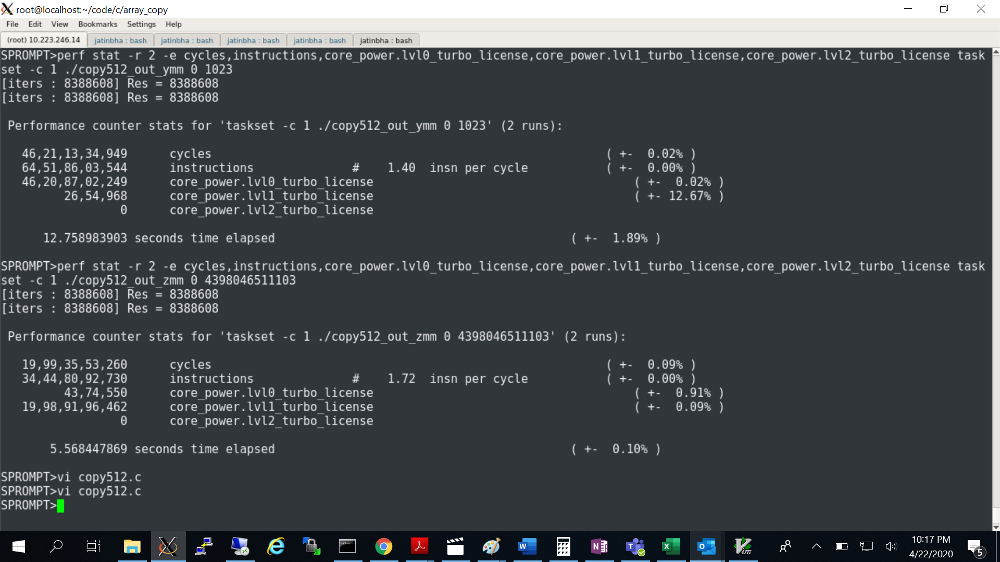 root@localhost:~/code/c/array_copy
File Edit View Bookmarks Settings Help
(root) 10.223.246.14 jatinbha : bash jatinbha : bash jatinbha : bash jatinbha : bash jatinbha : bash
SPROMPT>perf stat -r 2 -e cycles,instructions,core_power.lvl0_turbo_license,core_power.lvl1_turbo_license,core_power.lvl2_turbo_license task
set -c 1 ./copy512_out_ymm 0 1023
[iters : 8388608] Res = 8388608
[iters : 8388608] Res = 8388608
Performance counter stats for 'taskset -c 1 ./copy512_out_ymm 0 1023' (2 runs):
46,21,13,34,949 cycles ( +- 0.02% )
64,51,86,03,544 instructions # 1.40 insn per cycle ( +- 0.00% )
46,20,87,02,249 core_power.lvl0_turbo_license ( +- 0.02% )
26,54,968 core_power.lvl1_turbo_license ( +- 12.67% )
0 core_power.lvl2_turbo_license
12.758983903 seconds time elapsed ( +- 1.89% )
SPROMPT>perf stat -r 2 -e cycles,instructions,core_power.lvl0_turbo_license,core_power.lvl1_turbo_license,core_power.lvl2_turbo_license task
set -c 1 ./copy512_out_zmm 0 4398046511103
[iters : 8388608] Res = 8388608
[iters : 8388608] Res = 8388608
Performance counter stats for 'taskset -c 1 ./copy512_out_zmm 0 4398046511103' (2 runs):
19,99,35,53,260 cycles ( +- 0.09% )
34,44,80,92,730 instructions # 1.72 insn per cycle ( +- 0.00% )
43,74,550 core_power.lvl0_turbo_license ( +- 0.91% )
19,98,91,96,462 core_power.lvl1_turbo_license ( +- 0.09% )
0 core_power.lvl2_turbo_license
5.568447869 seconds time elapsed ( +- 0.10% )
SPROMPT>vi copy512.c
SPROMPT>vi copy512.c
SPROMPT>
10:17 PM
4/22/2020
5